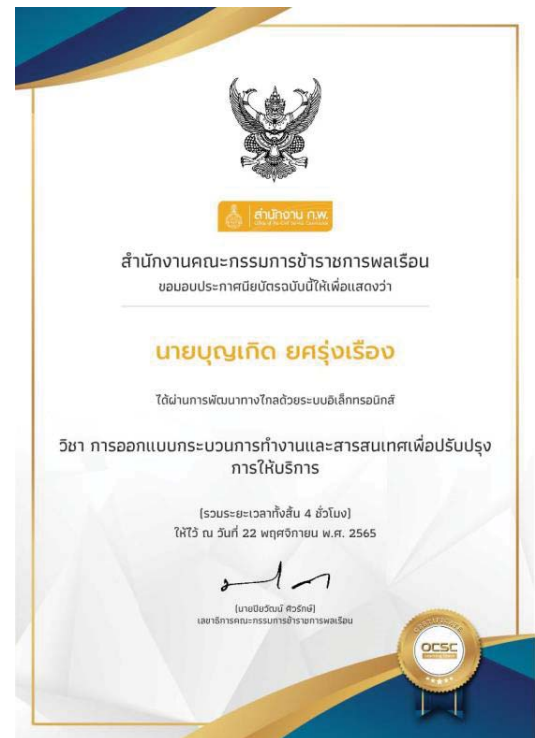 สำนักงาน ก.พ.
สำนักงานคณะกรรมการข้าราชการพลเรือน
ขอมอบประกาศนียบัตรฉบับนี้ให้เพื่อแสดงว่า
นายบุญเกิด ยศรุ่งเรือง
ได้ผ่านการพัฒนาทางไกลด้วยระบบอิเล็กทรอนิกส์
วิชา การออกแบบกระบวนการทำงานและสารสนเทศเพื่อปรับปรุง
การให้บริการ
(รวมระยะเวลาทั้งสิ้น 4 ชั่วโมง)
ให้ไว้ ณ วันที่ 22 พฤศจิกายน พ.ศ. 2565
(นายปิยวัฒน์ ศิวรักษ์)
เลขาธิการคณะกรรมการข้าราชการพลเรือน
CERTIFICATE
OCSC